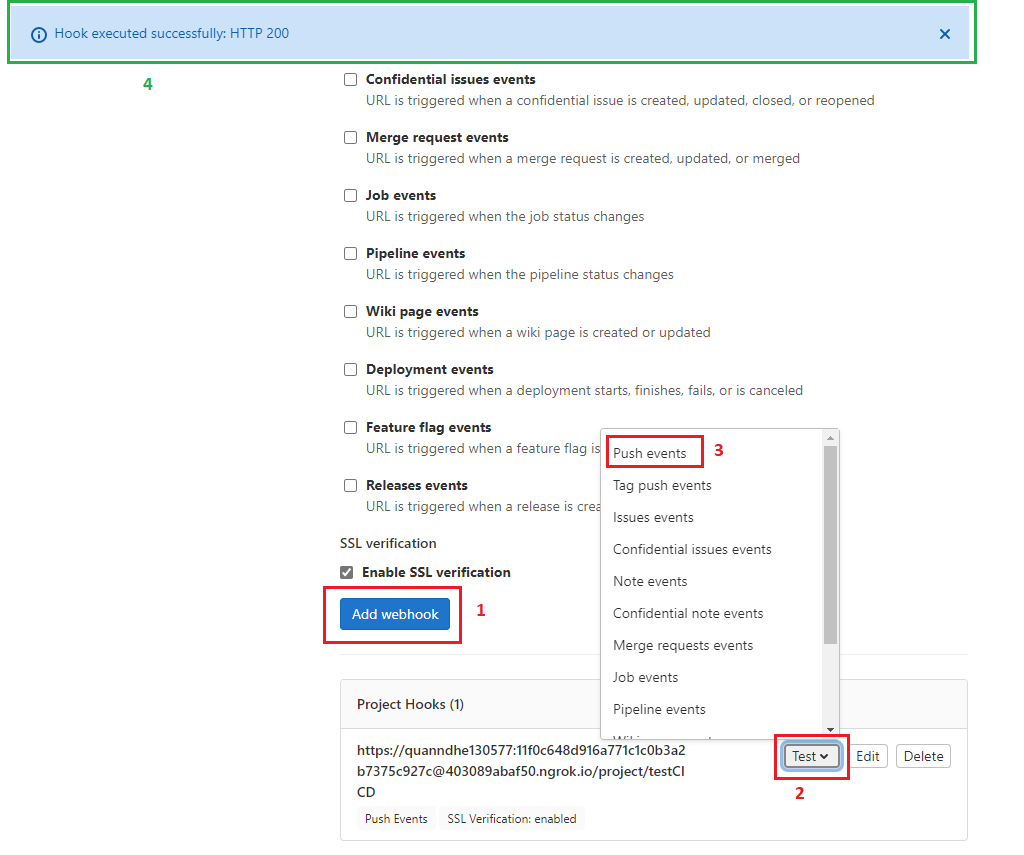 Hook executed successfully: HTTP 200
4
Confidential issues events
URL is triggered when a confidential issue is created, updated, closed, or reopened
Merge request events
URL is triggered when a merge request is created, updated, or merged
Job events
URL is triggered when the job status changes
Pipeline events
URL is triggered when the pipeline status changes
Wiki page events
URL is triggered when a wiki page is created or updated
Deployment events
URL is triggered when a deployment starts, finishes, fails, or is canceled
Feature flag events
URL is triggered when a feature flag is
Releases events
URL is triggered when a release is
SSL verification
Enable SSL verification
Add webhook
1
Push events
3
Tag push events
Issues events
Confidential issues events
Note events
Confidential note events
Merge requests events
Job events
Pipeline events
Project Hooks (1)
https://quanndhe130577:11f0c648d916a771c1c0b3a2
b7375c927c@403089abaf50.ngrok.io/project/testCI
CD
Test
Edit
Delete
2
Push Events
SSL Verification: enabled